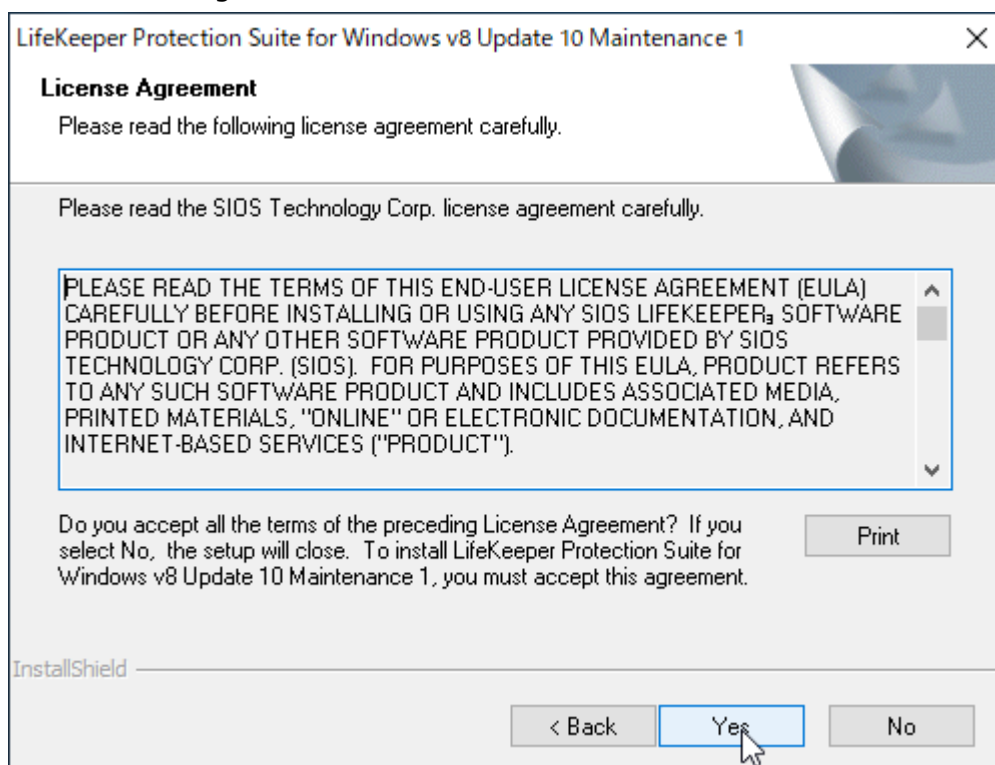 LifeKeeper Protection Suite for Windows v8 Update 10 Maintenance 1
License Agreement
Please read the following license agreement carefully.
Please read the SIOS Technology Corp. license agreement carefully.
PLEASE READ THE TERMS OF THIS END-USER LICENSE AGREEMENT (EULA)
CAREFULLY BEFORE INSTALLING OR USING ANY SIOS LIFEKEEPER₃ SOFTWARE
PRODUCT OR ANY OTHER SOFTWARE PRODUCT PROVIDED BY SIOS
TECHNOLOGY CORP. (SIOS).  FOR PURPOSES OF THIS EULA, PRODUCT REFERS
TO ANY SUCH SOFTWARE PRODUCT AND INCLUDES ASSOCIATED MEDIA,
PRINTED MATERIALS, "ONLINE" OR ELECTRONIC DOCUMENTATION, AND
INTERNET-BASED SERVICES ("PRODUCT").
Do you accept all the terms of the preceding License Agreement?  If you
select No,  the setup will close.  To install LifeKeeper Protection Suite for
Windows v8 Update 10 Maintenance 1, you must accept this agreement.
Print
InstallShield
< Back
Yes
No